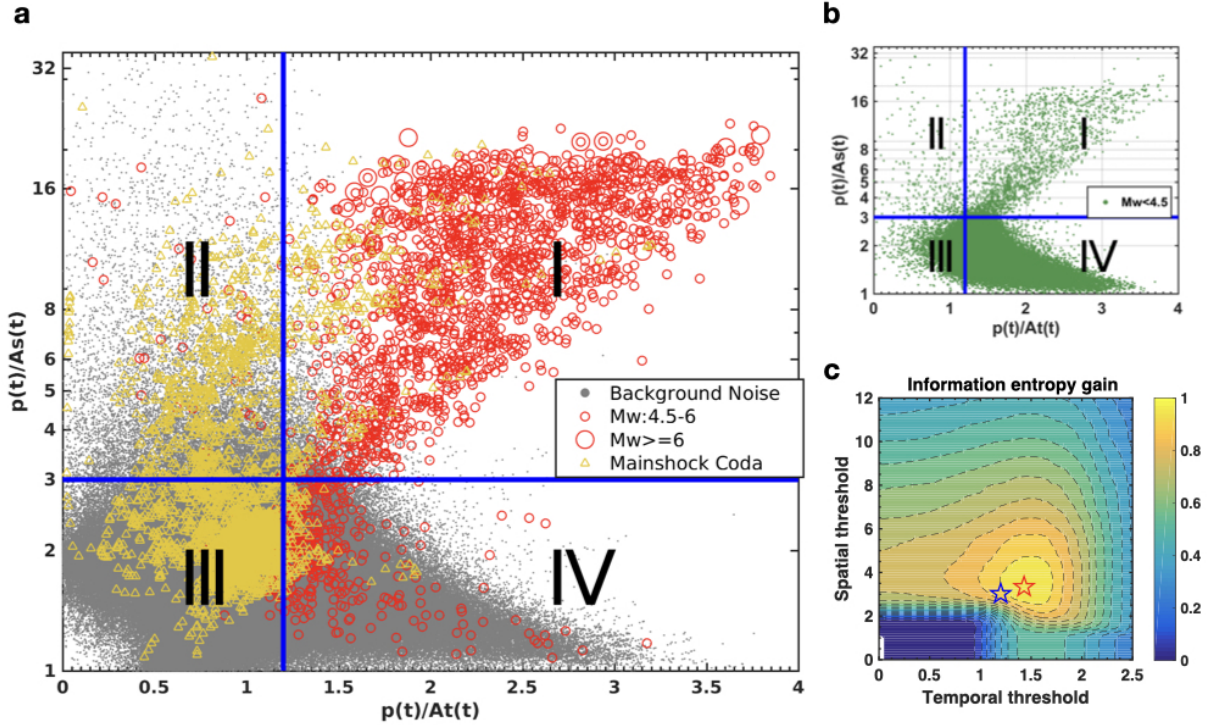 a
32
16
8
6
5
4
3
2
1
p(t)/As(t)
0
0.5
1
1.5
2
2.5
3
3.5
4
p(t)/At(t)
II
I
III
IV
Background Noise
Mw:4.5-6
Mw>=6
Mainshock Coda
b
32
16
8
5
4
3
2
1
p(t)/As(t)
0
1
2
3
4
p(t)/At(t)
II
I
III
IV
Mw<4.5
c
Information entropy gain
12
10
8
6
4
2
0
Spatial threshold
0
0.5
1
1.5
2
2.5
Temporal threshold
1
0.8
0.6
0.4
0.2
0